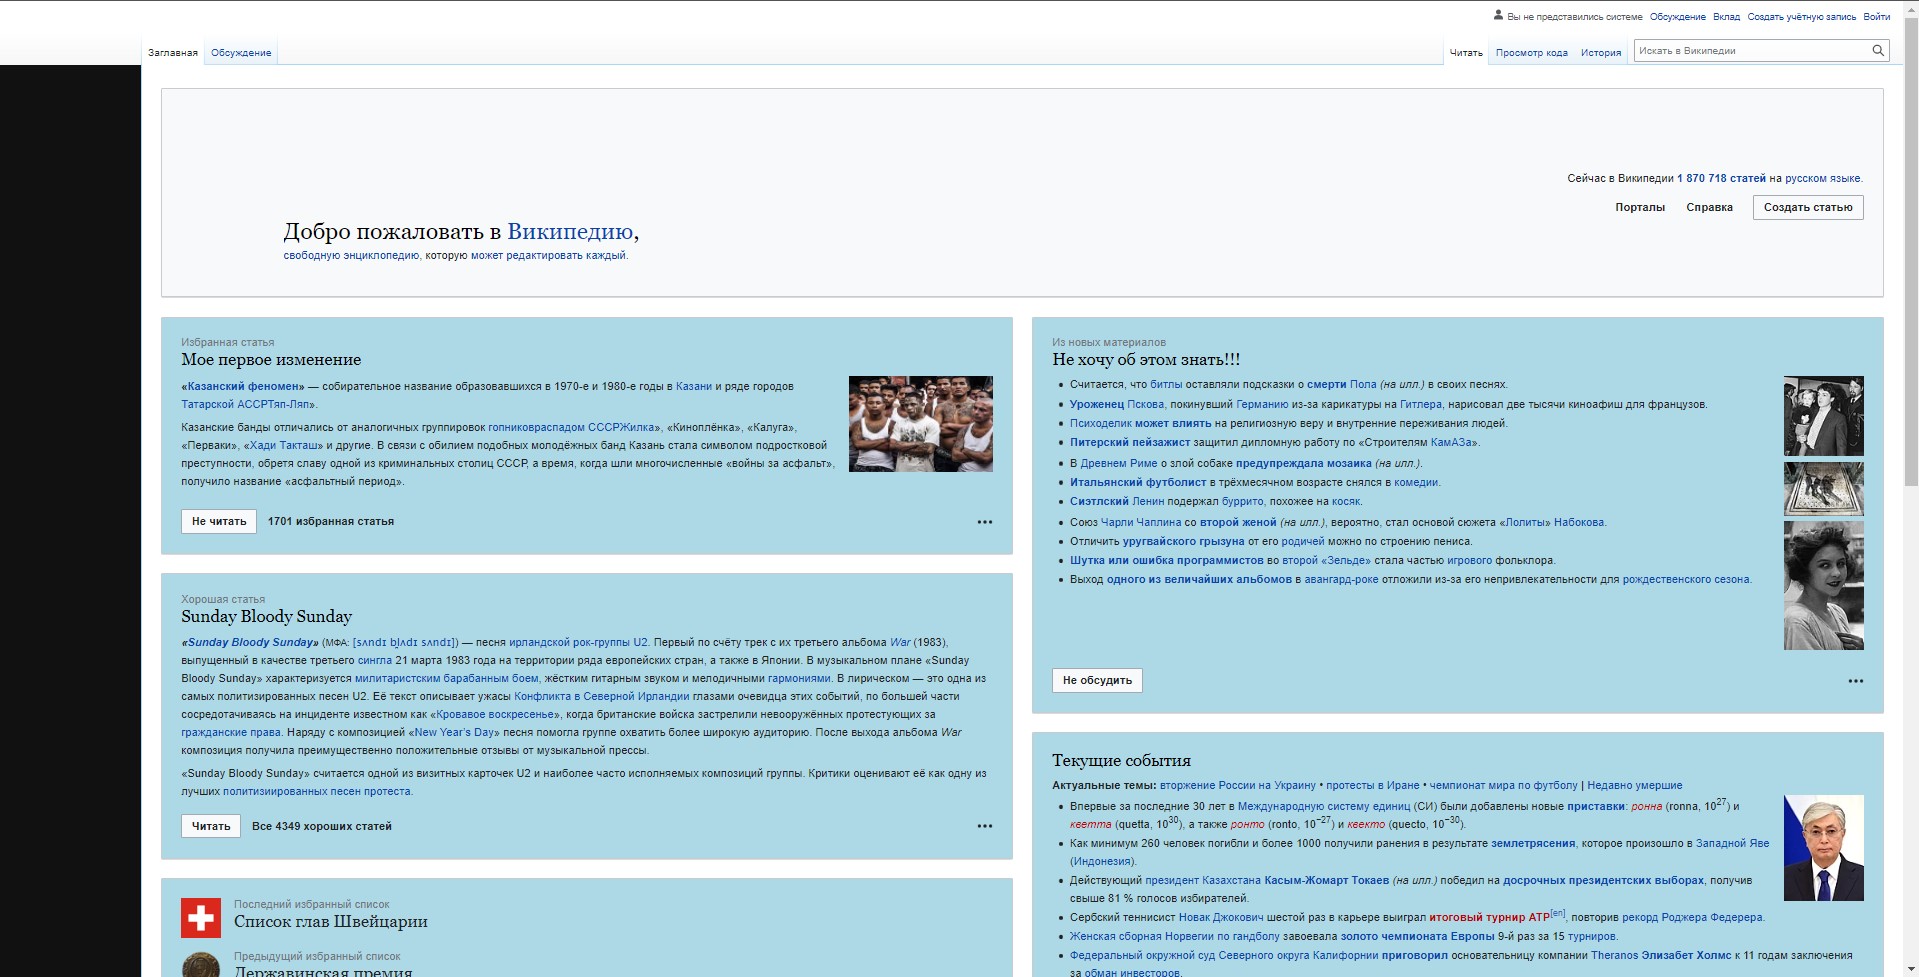 Вы не представились системе Обсуждение Вклад Создать учётную запись Войти
Заглавная Обсуждение Читать Просмотр кода История Искать в Википедии
Сейчас в Википедии 1 870 718 статей на русском языке.
Порталы Справка Создать статью
Добро пожаловать в Википедию,
свободную энциклопедию, которую может редактировать каждый.
Избранная статья
Мое первое изменение
«Казанский феномен» — собирательное название образовавшихся в 1970-е и 1980-е годы в Казани и ряде городов
Татарской АССРТяп-Ляп».
Казанские банды отличались от аналогичных группировок гопниковраспадом СССРЖилка», «Киноплёнка», «Калуга»,
«Перваки», «Хади Такташ» и другие. В связи с обилием подобных молодёжных банд Казань стала символом подростковой
преступности, обретя славу одной из криминальных столиц СССР, а время, когда шли многочисленные «войны за асфальт»,
получило название «асфальтный период».
Не читать 1701 избранная статья
Хорошая статья
Sunday Bloody Sunday
«Sunday Bloody Sunday» (МФА: [sʌndɪ bl̩ʌdɪ sʌndɪ]) — песня ирландской рок-группы U2. Первый по счёту трек с их третьего альбома War (1983),
выпущенный в качестве третьего сингла 21 марта 1983 года на территории ряда европейских стран, а также в Японии. В музыкальном плане «Sunday
Bloody Sunday» характеризуется милитаристским барабанным боем, жёстким гитарным звуком и мелодичными гармониями. В лирическом — это одна из
самых политизированных песен U2. Её текст описывает ужасы Конфликта в Северной Ирландии глазами очевидца этих событий, по большей части
сосредотачиваясь на инциденте известном как «Кровавое воскресенье», когда британские войска застрелили невооружённых протестующих за
гражданские права. Наряду с композицией «New Year's Day» песня помогла группе охватить более широкую аудиторию. После выхода альбома War
композиция получила преимущественно положительные отзывы от музыкальной прессы.
«Sunday Bloody Sunday» считается одной из визитных карточек U2 и наиболее часто исполняемых композиций группы. Критики оценивают её как одну из
лучших политизиированных песен протеста.
Читать Все 4349 хороших статей
Последний избранный список
Список глав Швейцарии
Предыдущий избранный список
Державинская премия
Из новых материалов
Не хочу об этом знать!!!
Считается, что битлы оставляли подсказки о смерти Пола (на илл.) в своих песнях.
Уроженец Пскова, покинувший Германию из-за карикатуры на Гитлера, нарисовал две тысячи киноафиш для французов.
Психоделик может влиять на религиозную веру и внутренние переживания людей.
Питерский пейзажист защитил дипломную работу по «Строителям КамАЗа».
В Древнем Риме о злой собаке предупреждала мозаика (на илл.).
Итальянский футболист в трёхмесячном возрасте снялся в комедии.
Сиэтлский Ленин подержал буррито, похожее на косяк.
Союз Чарли Чаплина со второй женой (на илл.), вероятно, стал основой сюжета «Лолиты» Набокова.
Отличить уругвайского грызуна от его родичей можно по строению пениса.
Шутка или ошибка программистов во второй «Зельде» стала частью игрового фольклора.
Выход одного из величайших альбомов в авангард-роке отложили из-за его непривлекательности для рождественского сезона.
Не обсудить
Текущие события
Актуальные темы: вторжение России на Украину • протесты в Иране • чемпионат мира по футболу | Недавно умершие
Впервые за последние 30 лет в Международную систему единиц (СИ) были добавлены новые приставки: ронна (ronna, 10²⁷) и
кветта (quetta, 10³⁰), а также ронто (ronto, 10⁻²⁷) и квекто (quecto, 10⁻³⁰).
Как минимум 260 человек погибли и более 1000 получили ранения в результате землетрясения, которое произошло в Западной Яве
(Индонезия).
Действующий президент Казахстана Касым-Жомарт Токаев (на илл.) победил на досрочных президентских выборах, получив
свыше 81 % голосов избирателей.
Сербский теннисист Новак Джокович шестой раз в карьере выиграл итоговый турнир ATP[en], повторив рекорд Роджера Федерера.
Женская сборная Норвегии по гандболу завоевала золото чемпионата Европы 9-й раз за 15 турниров.
Федеральный окружной суд Северного округа Калифорнии приговорил основательницу компании Theranos Элизабет Холмс к 11 годам заключения
за обман инвесторов.